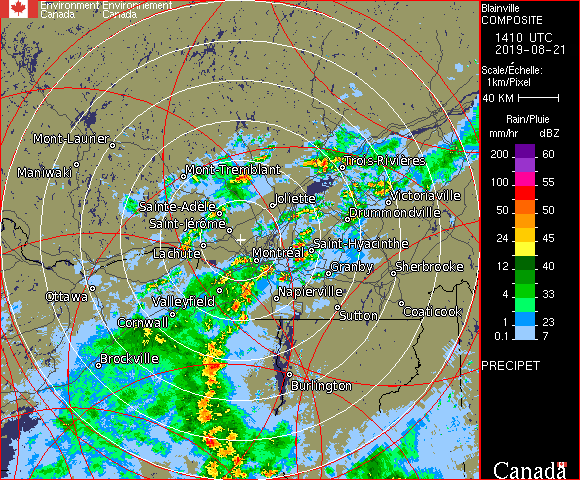 Environment Environnement
Canada Canada
Blainville
COMPOSITE
1410 UTC
2019-08-21
Scale/Échelle:
1km/Pixel
40 KM
Rain/Pluie
mm/hr dBZ
200 60
100 55
50 50
24 45
12 40
4 33
1 23
0.1 7
PRECIPET
Canada
Mont-Laurier
Maniwaki
Mont-Tremblant
Trois-Rivières
Joliette
Victoriaville
Sainte-Adele
Drummondville
Saint-Jérôme
Lachute
Saint-Hyacinthe
Montréal
Granby
Sherbrooke
Ottawa
Valleyfield
Napierville
Cornwall
Sutton
Coaticook
Brockville
Burlington